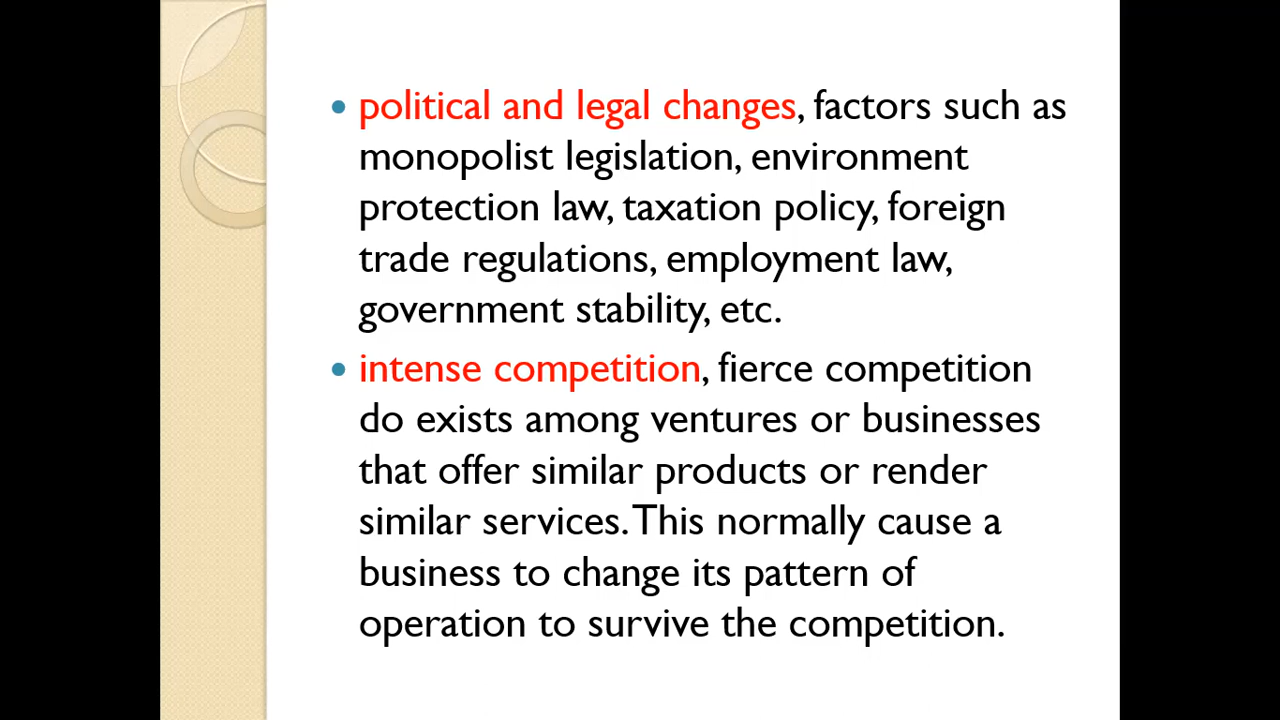 • political and legal changes, factors such as
monopolist legislation, environment
protection law, taxation policy, foreign
trade regulations, employment law,
government stability, etc.
• intense competition, fierce competition
do exists among ventures or businesses
that offer similar products or render
similar services. This normally cause a
business to change its pattern of
operation to survive the competition.